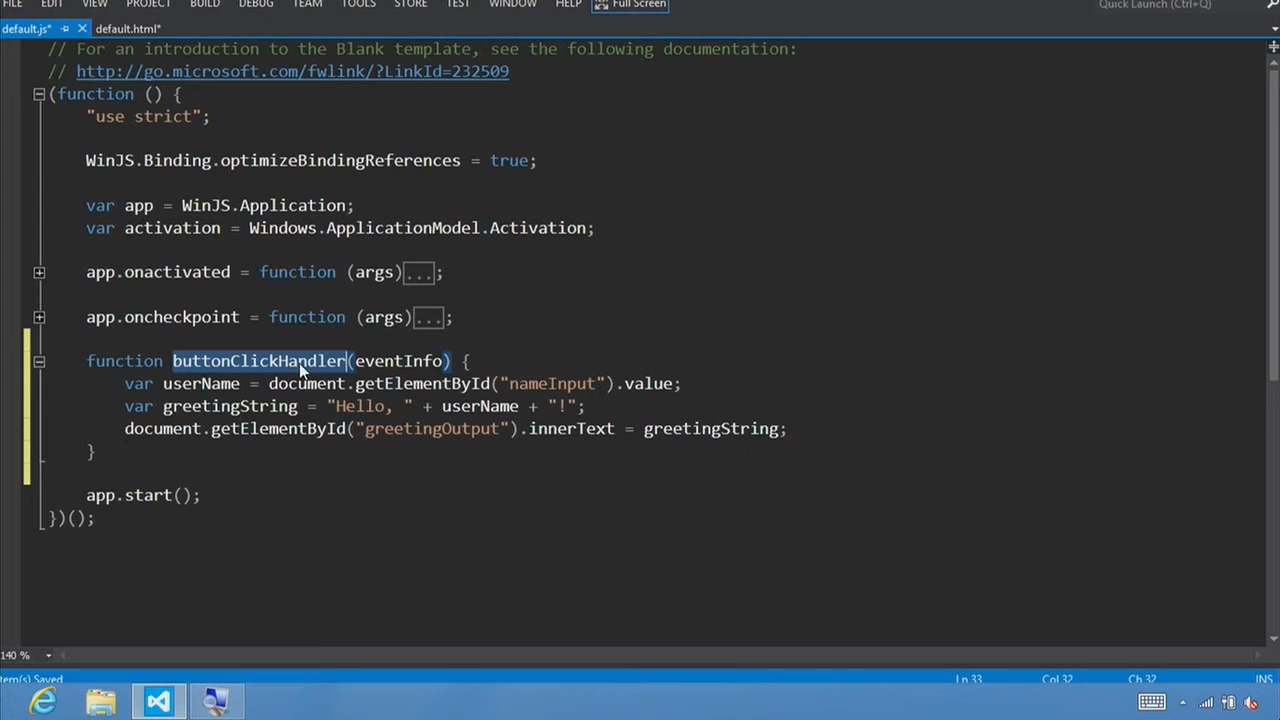 FILE EDIT VIEW PROJECT BUILD DEBUG TEAM TOOLS STORE TEST WINDOW HELP Full Screen Quick Launch (Ctrl+Q)
default.js* default.html*
// For an introduction to the Blank template, see the following documentation:
// http://go.microsoft.com/fwlink/?LinkId=232509
(function () {
"use strict";
WinJS.Binding.optimizeBindingReferences = true;
var app = WinJS.Application;
var activation = Windows.ApplicationModel.Activation;
app.onactivated = function (args)...;
app.oncheckpoint = function (args)...;
function buttonClickHandler(eventInfo) {
var userName = document.getElementById("nameInput").value;
var greetingString = "Hello, " + userName + "!";
document.getElementById("greetingOutput").innerText = greetingString;
}
app.start();
})();
140 %
tem(s) Saved Ln 33 Col 32 Ch 32 INS